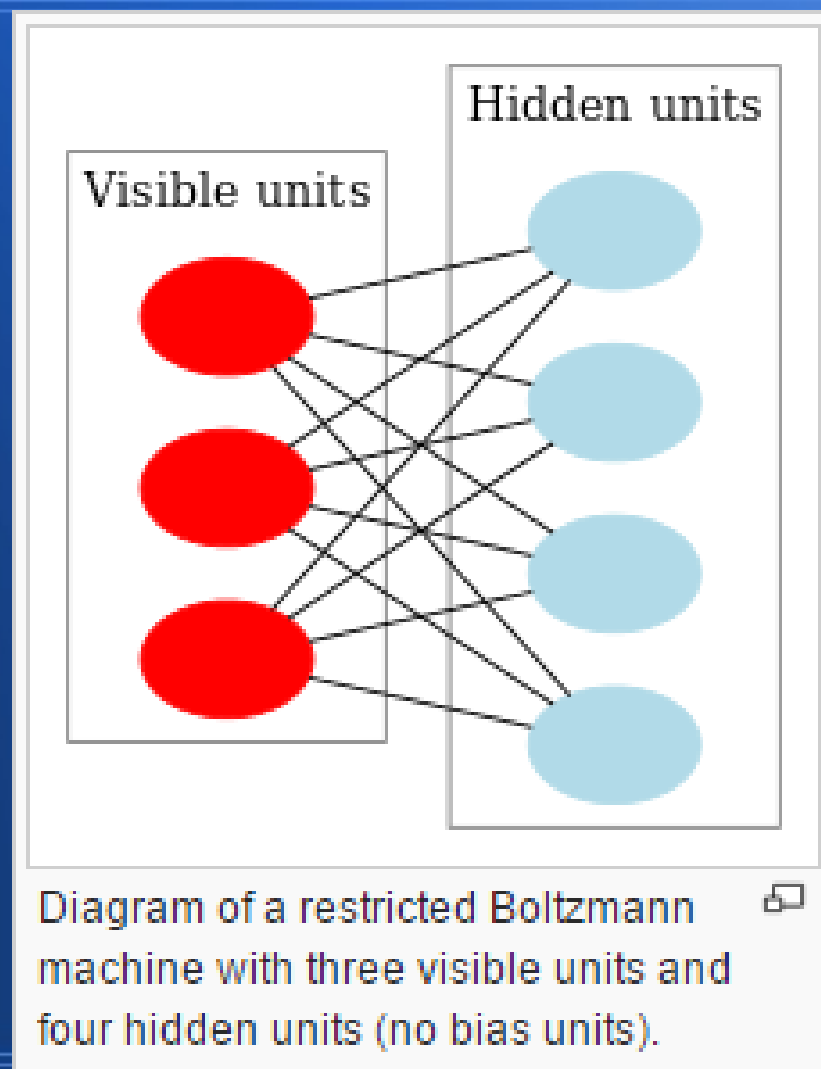 Hidden units
Visible units
Diagram of a restricted Boltzmann
machine with three visible units and
four hidden units (no bias units).